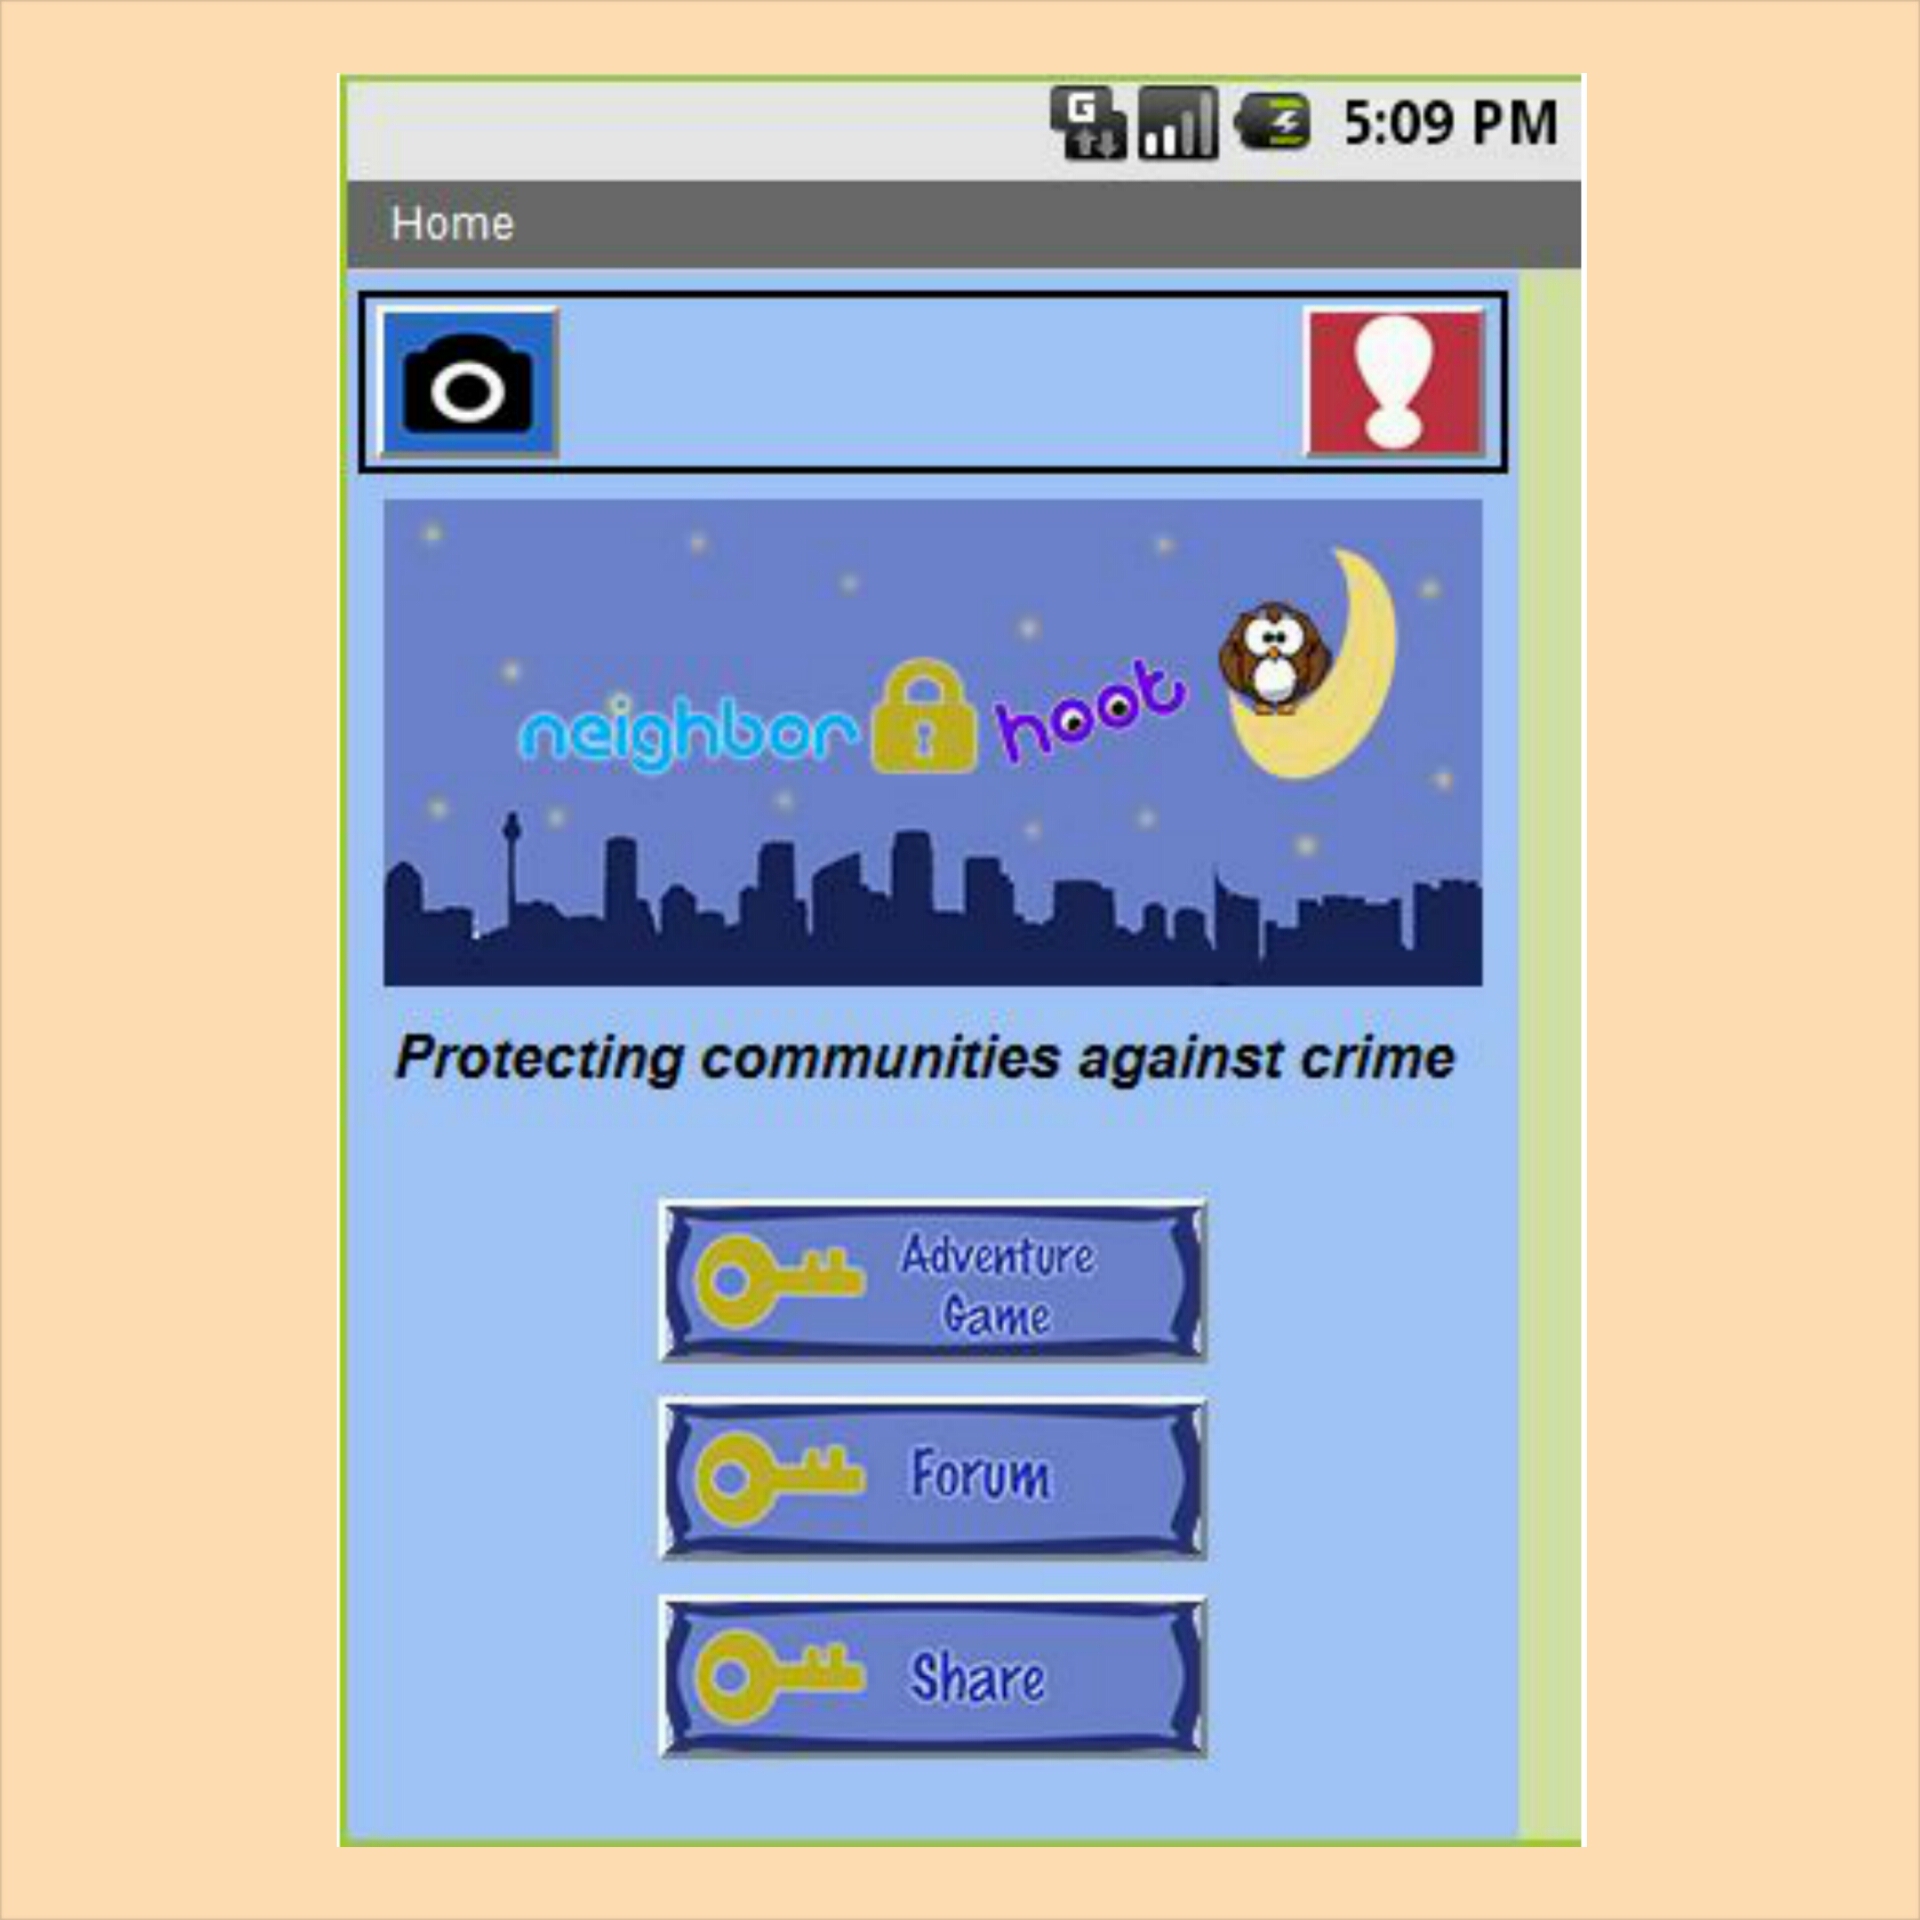 G 5:09 PM
Home
neighbor hoot
Protecting communities against crime
Adventure
Game
Forum
Share